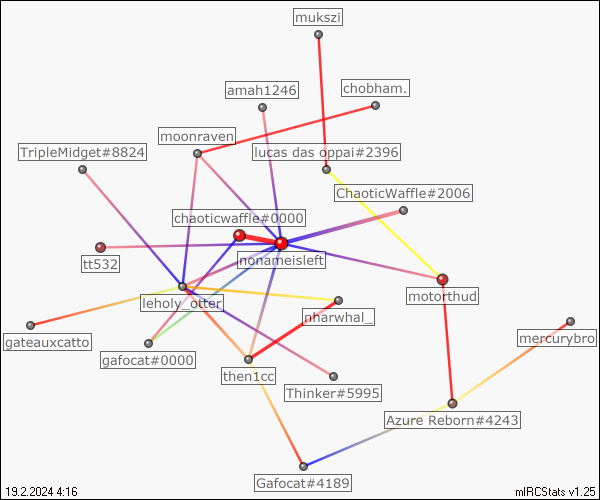 mukszi
amah1246
chobham.
moonraven
TripleMidget#8824
lucas das oppai#2396
ChaoticWaffle#2006
chaoticwaffle#0000
nonameisleft
tt532
leholy_otter
motorthud
nharwhal_
gateauxcatto
gafocat#0000
mercurybro
then1cc
Thinker#5995
Azure Reborn#4243
Gafocat#4189
19.2.2024 4:16
mIRCStats v1.25